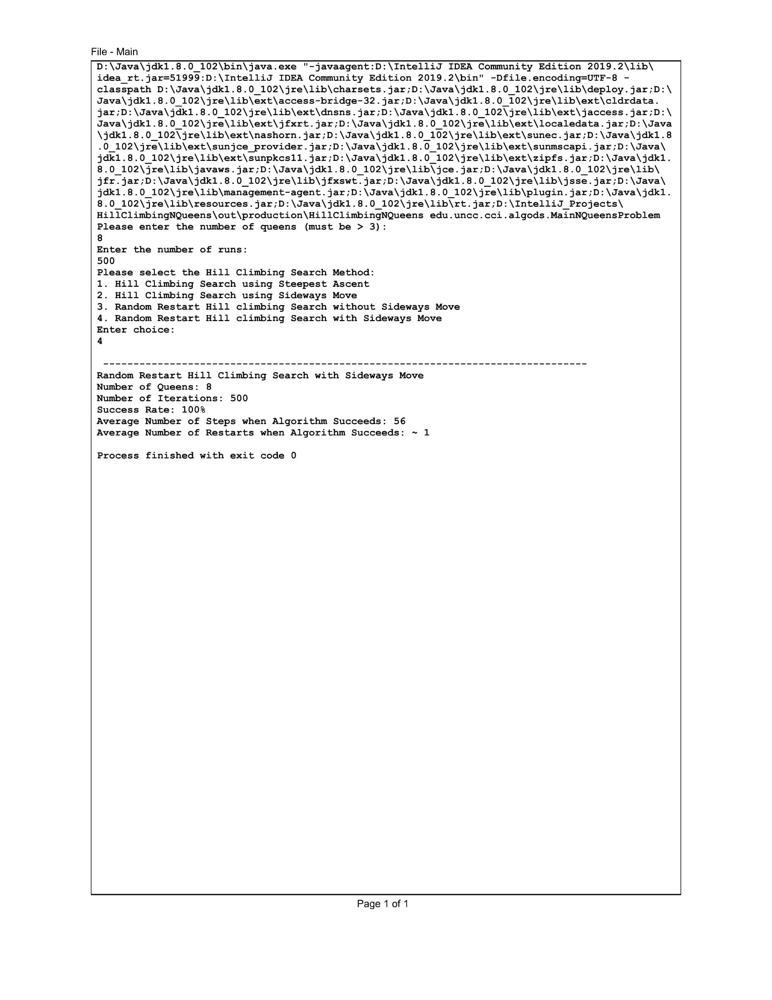 File - Main
D:\Java\jdk1.8.0_102\bin\java.exe "-javaagent:D:\IntelliJ IDEA Community Edition 2019.2\lib\
idea_rt.jar=51999:D:\IntelliJ IDEA Community Edition 2019.2\bin" -Dfile.encoding=UTF-8 -
classpath D:\Java\jdk1.8.0_102\jre\lib\charsets.jar;D:\Java\jdk1.8.0_102\jre\lib\deploy.jar;D:\
Java\jdk1.8.0_102\jre\lib\ext\access-bridge-32.jar;D:\Java\jdk1.8.0_102\jre\lib\ext\cldrdata.
jar;D:\Java\jdk1.8.0_102\jre\lib\ext\dnsns.jar;D:\Java\jdk1.8.0_102\jre\lib\ext\jaccess.jar;D:\
Java\jdk1.8.0_102\jre\lib\ext\jfxrt.jar;D:\Java\jdk1.8.0_102\jre\lib\ext\localedata.jar;D:\Java
\jdk1.8.0_102\jre\lib\ext\nashorn.jar;D:\Java\jdk1.8.0_102\jre\lib\ext\sunec.jar;D:\Java\jdk1.8
.0_102\jre\lib\ext\sunjce_provider.jar;D:\Java\jdk1.8.0_102\jre\lib\ext\sunmscapi.jar;D:\Java\
jdk1.8.0_102\jre\lib\ext\sunpkcs11.jar;D:\Java\jdk1.8.0_102\jre\lib\ext\zipfs.jar;D:\Java\jdk1.
8.0_102\jre\lib\javaws.jar;D:\Java\jdk1.8.0_102\jre\lib\jce.jar;D:\Java\jdk1.8.0_102\jre\lib\
jfr.jar;D:\Java\jdk1.8.0_102\jre\lib\jfxswt.jar;D:\Java\jdk1.8.0_102\jre\lib\jsse.jar;D:\Java\
jdk1.8.0_102\jre\lib\management-agent.jar;D:\Java\jdk1.8.0_102\jre\lib\plugin.jar;D:\Java\jdk1.
8.0_102\jre\lib\resources.jar;D:\Java\jdk1.8.0_102\jre\lib\rt.jar;D:\IntelliJ_Projects\
HillClimbingNQueens\out\production\HillClimbingNQueens edu.uncc.cci.algods.MainNQueensProblem
Please enter the number of queens (must be > 3):
8
Enter the number of runs:
500
Please select the Hill Climbing Search Method:
1. Hill Climbing Search using Steepest Ascent
2. Hill Climbing Search using Sideways Move
3. Random Restart Hill climbing Search without Sideways Move
4. Random Restart Hill climbing Search with Sideways Move
Enter choice:
4
--------------------------------------------------------------------------------
Random Restart Hill Climbing Search with Sideways Move
Number of Queens: 8
Number of Iterations: 500
Success Rate: 100%
Average Number of Steps when Algorithm Succeeds: 56
Average Number of Restarts when Algorithm Succeeds: ~ 1
Process finished with exit code 0
Page 1 of 1